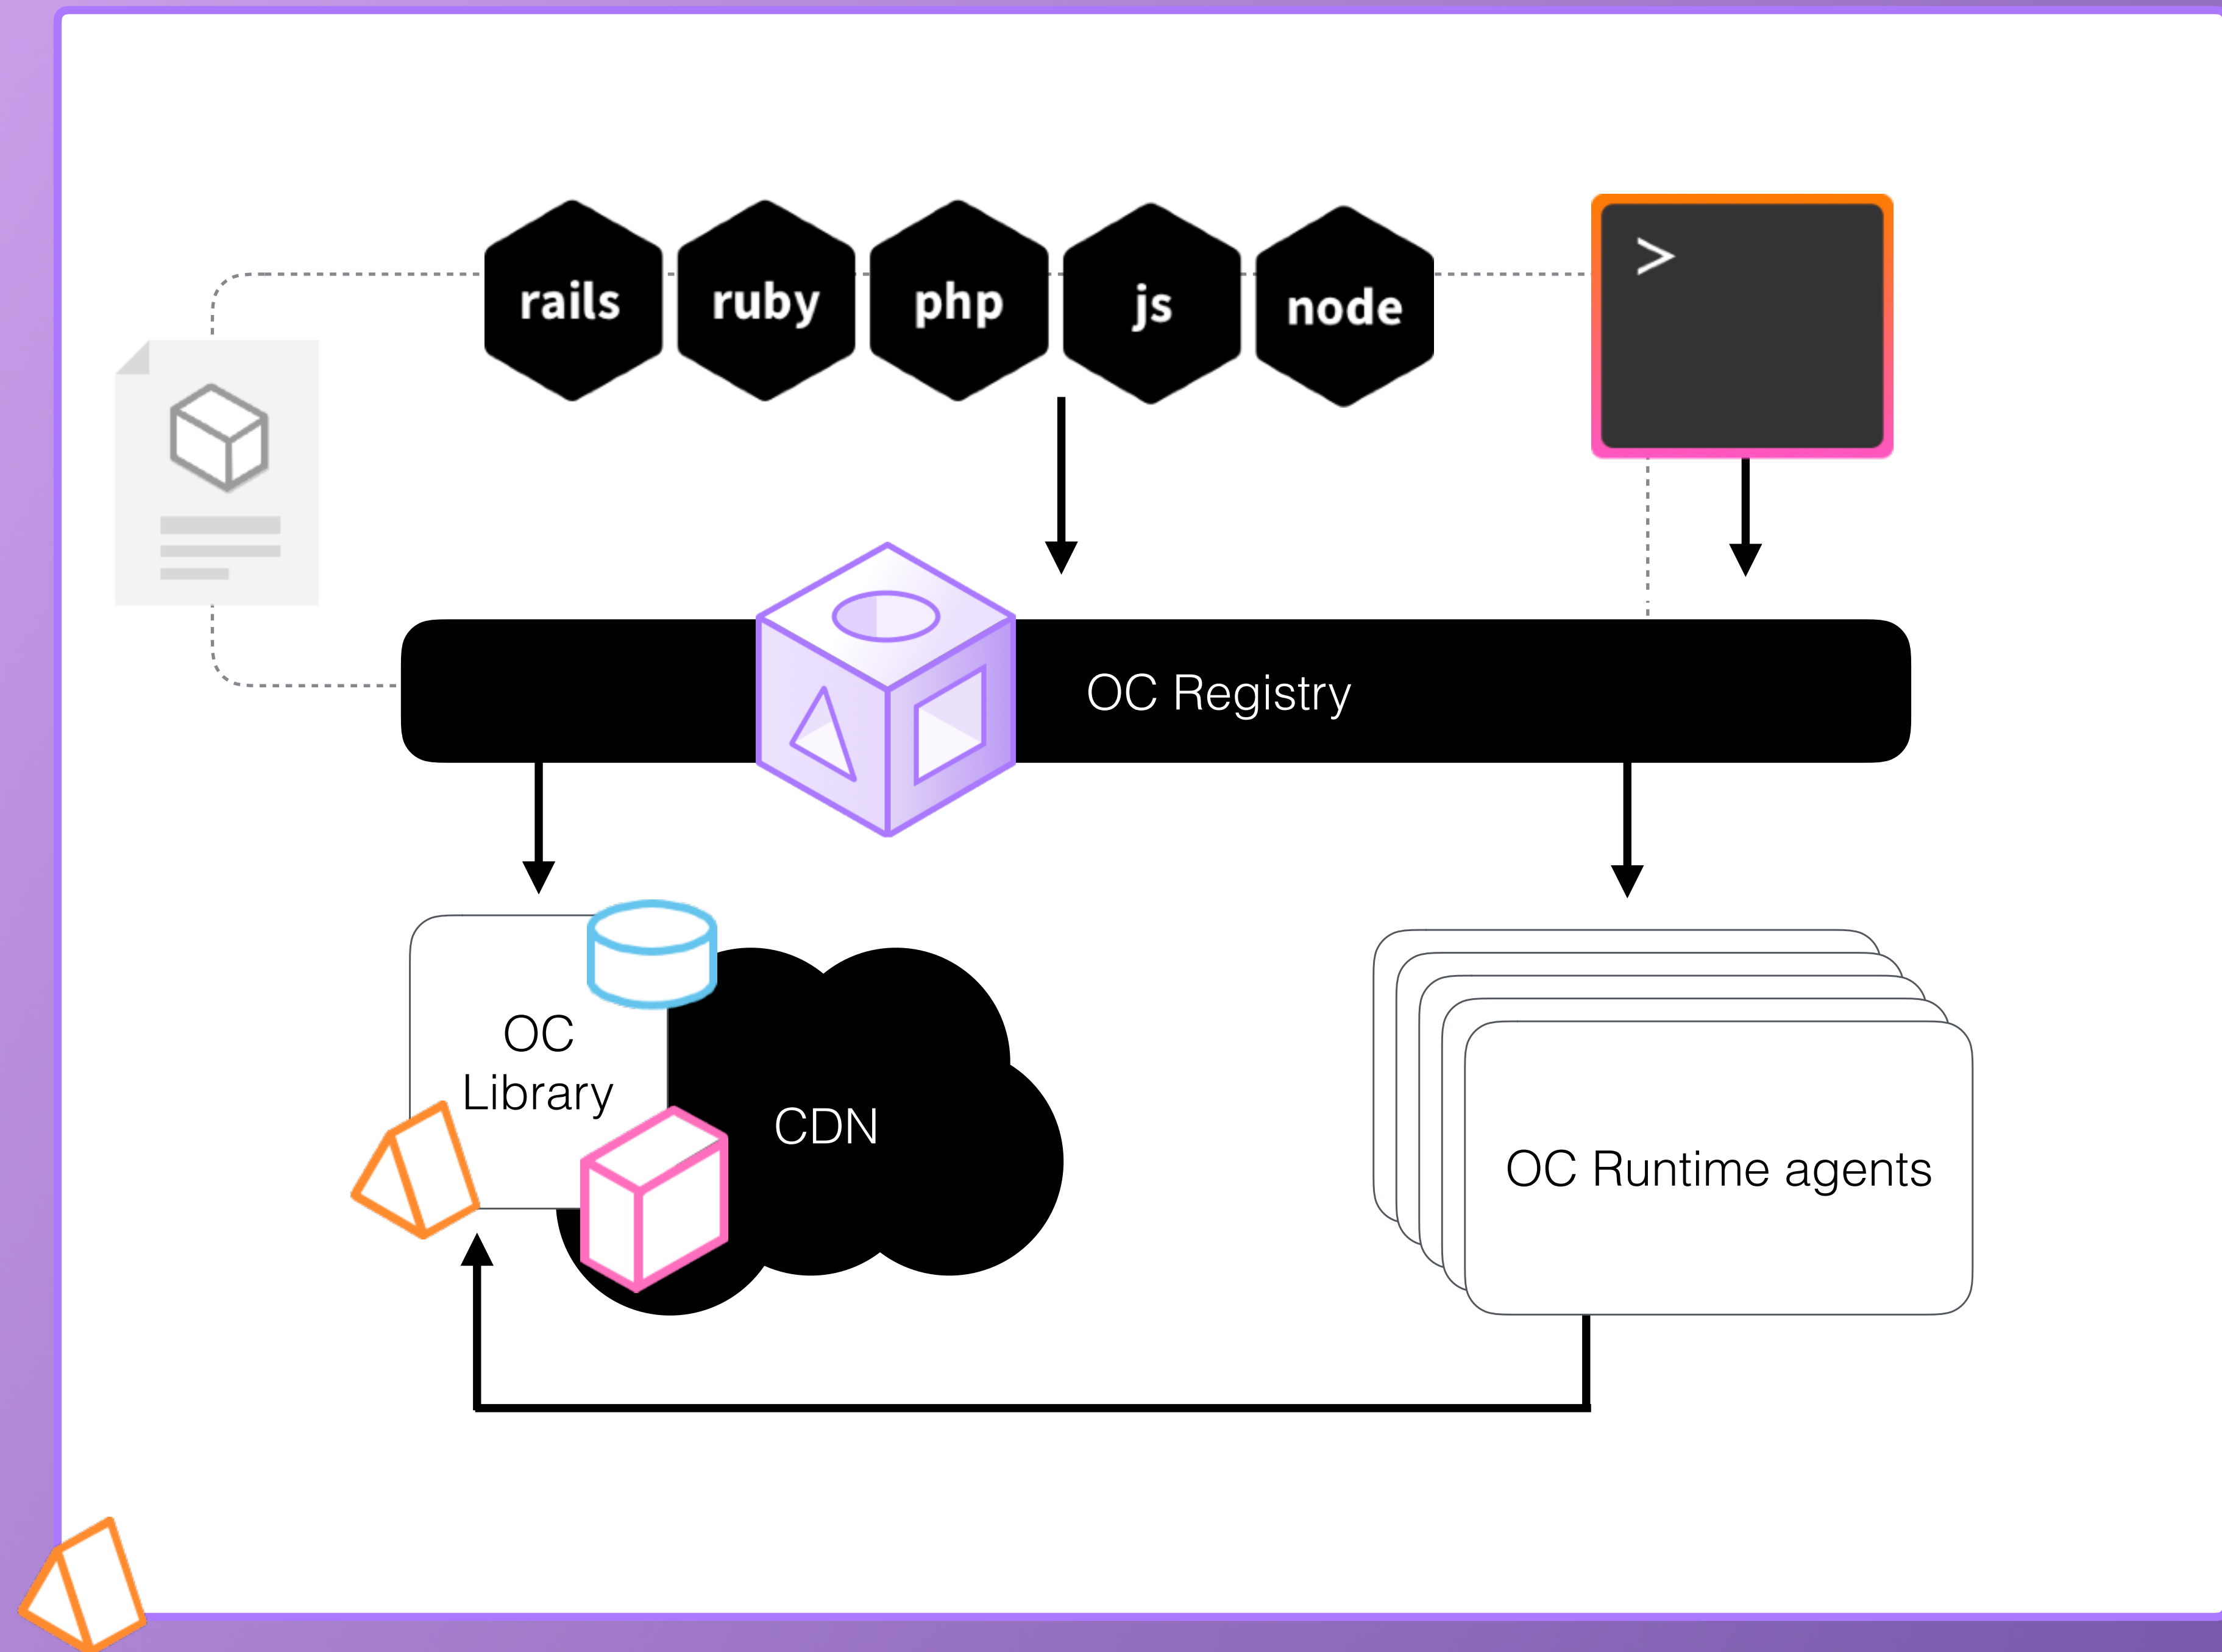 rails
ruby
php
js
node
>
OC Registry
OC
Library
CDN
OC Runtime agents